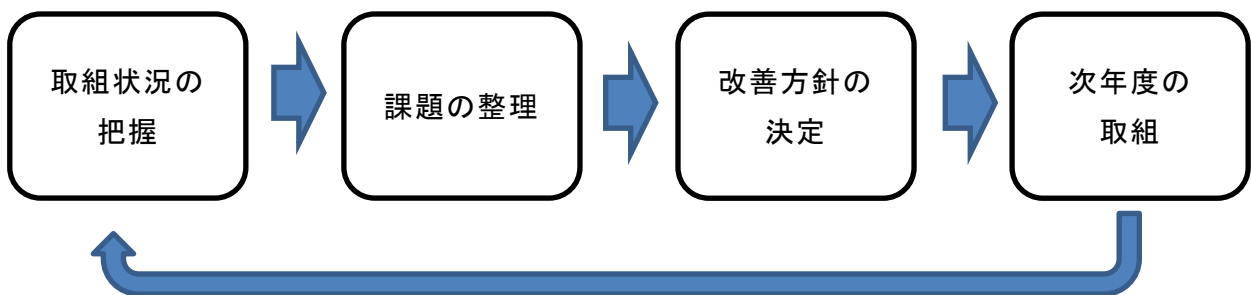 取組状況の
把握
課題の整理
改善方針の
決定
次年度の
取組